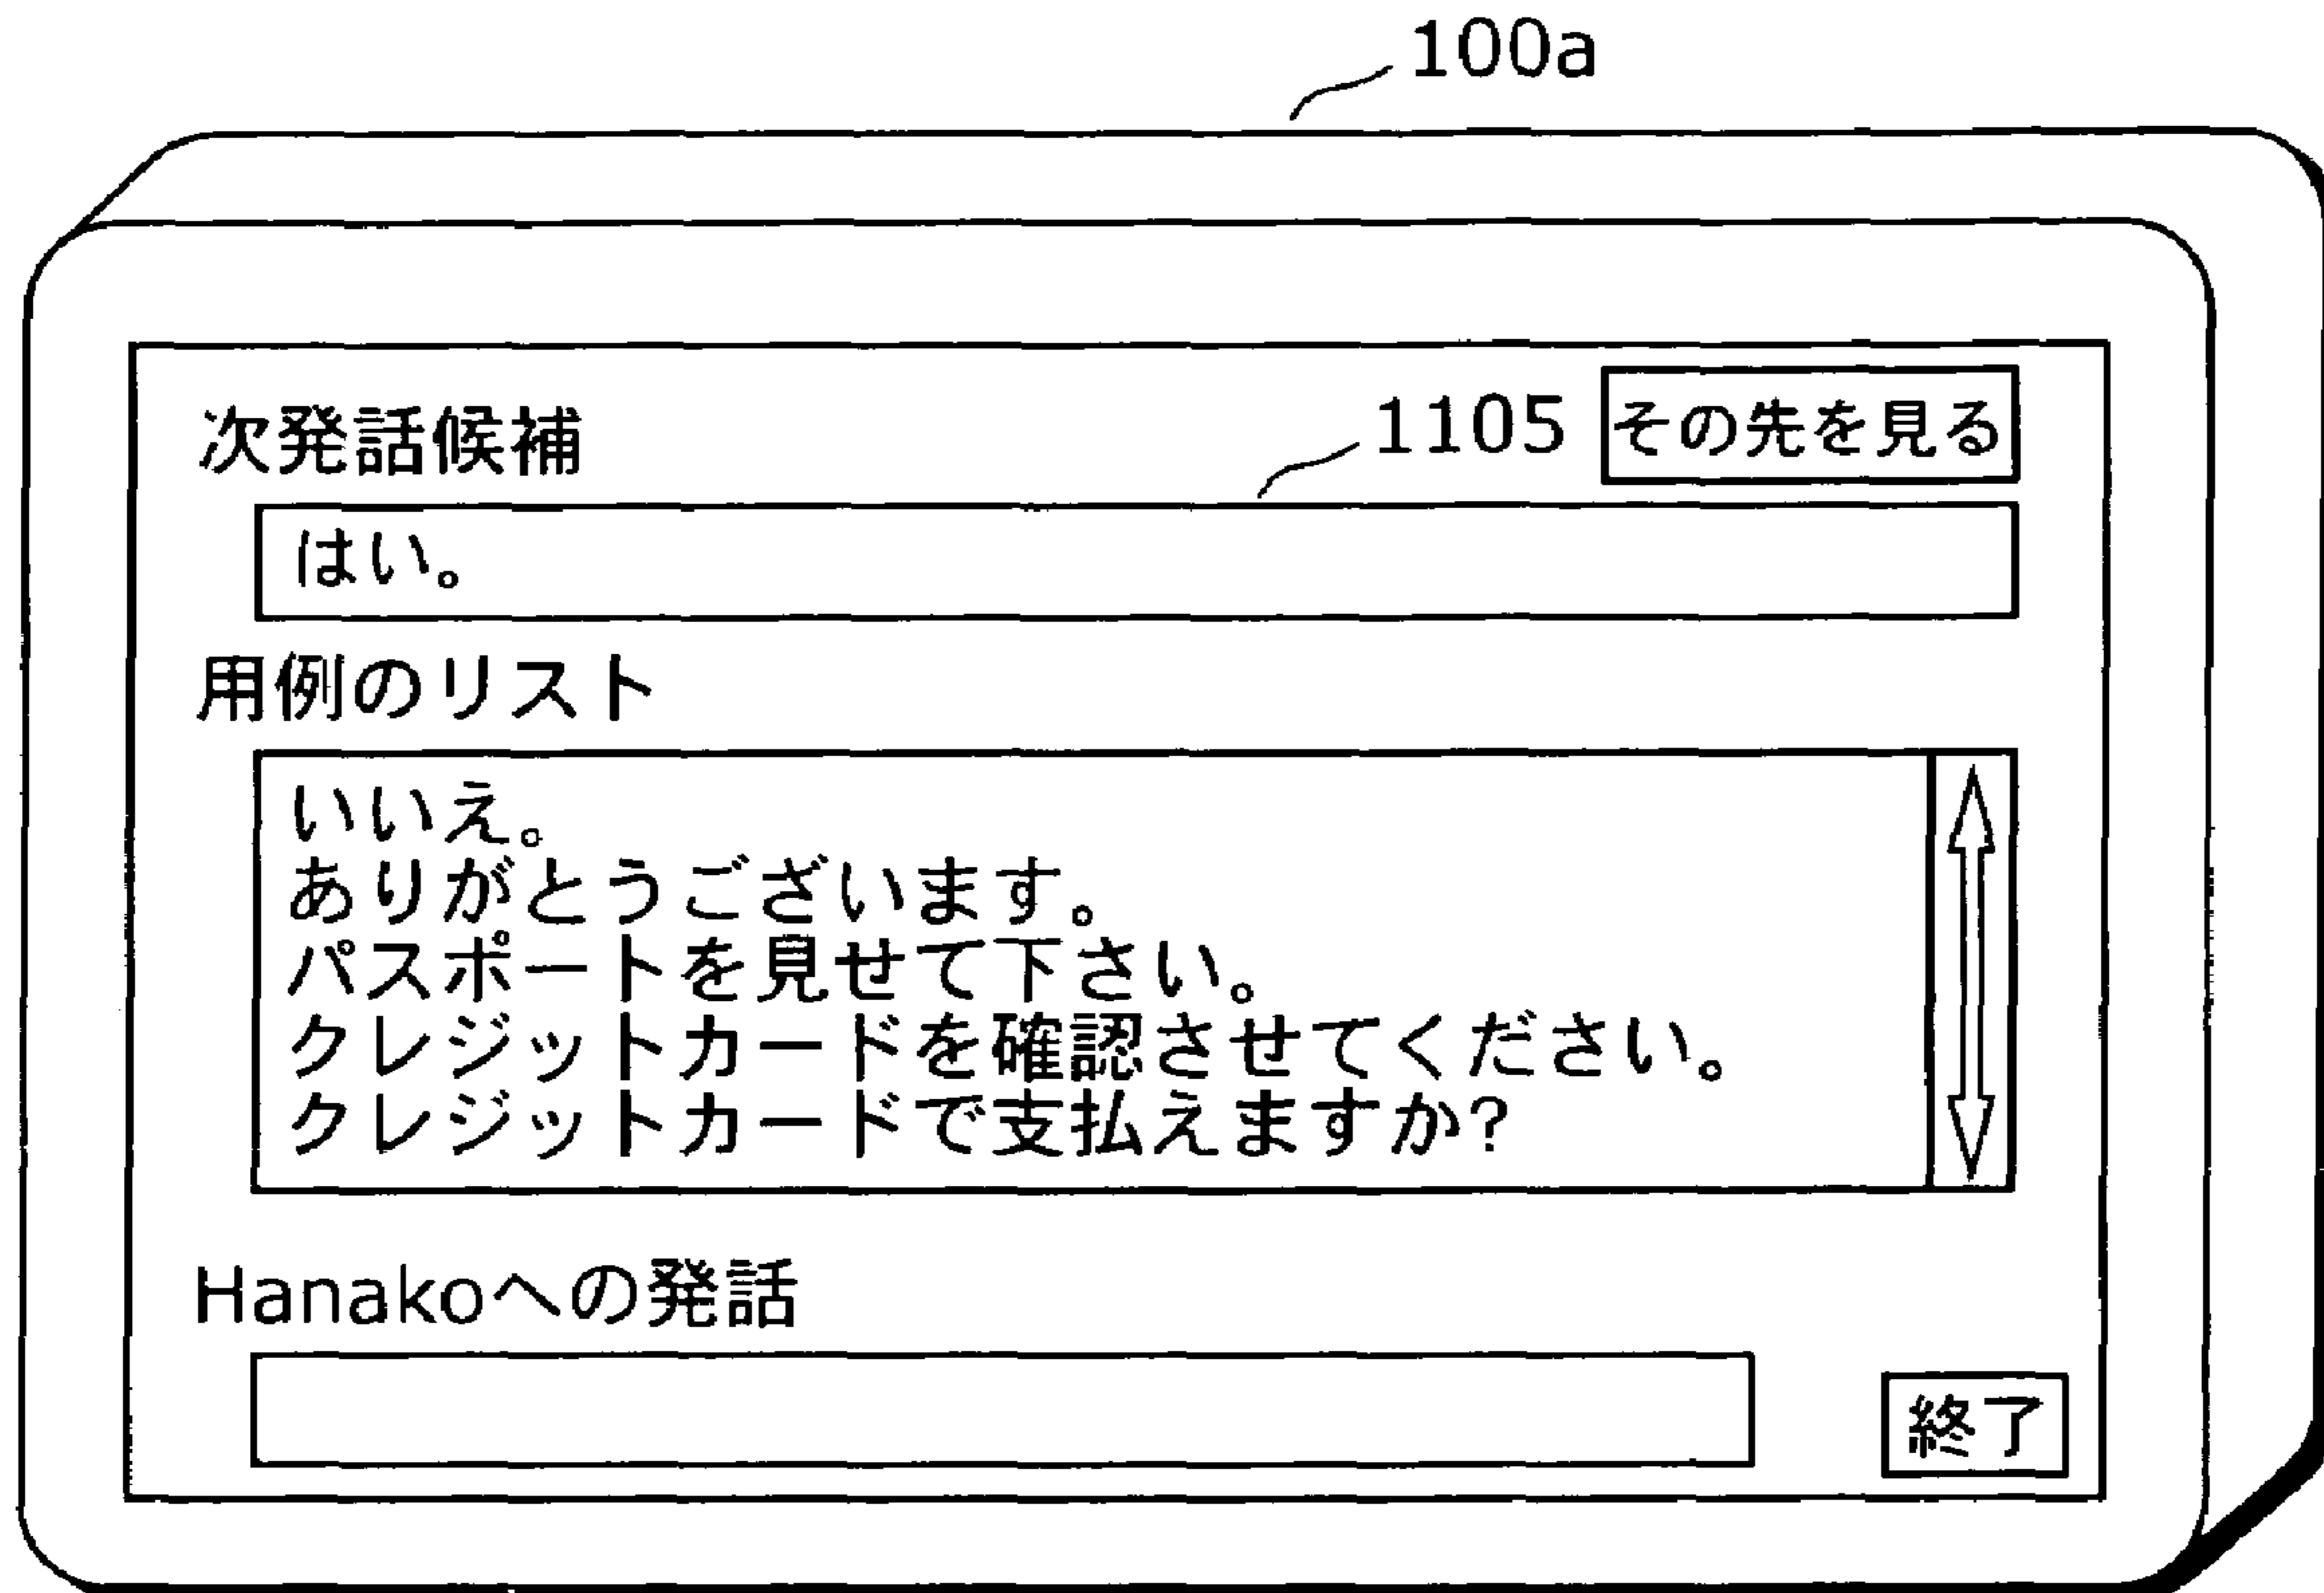 100a
次発話候補
1105
その先を見る
はい。
用例のリスト
いいえ。
ありがとうございます。
パスポートを見せて下さい。
クレジットカードを確認させてください。
クレジットカードで支払えますか?
Hanakoへの発話
終了